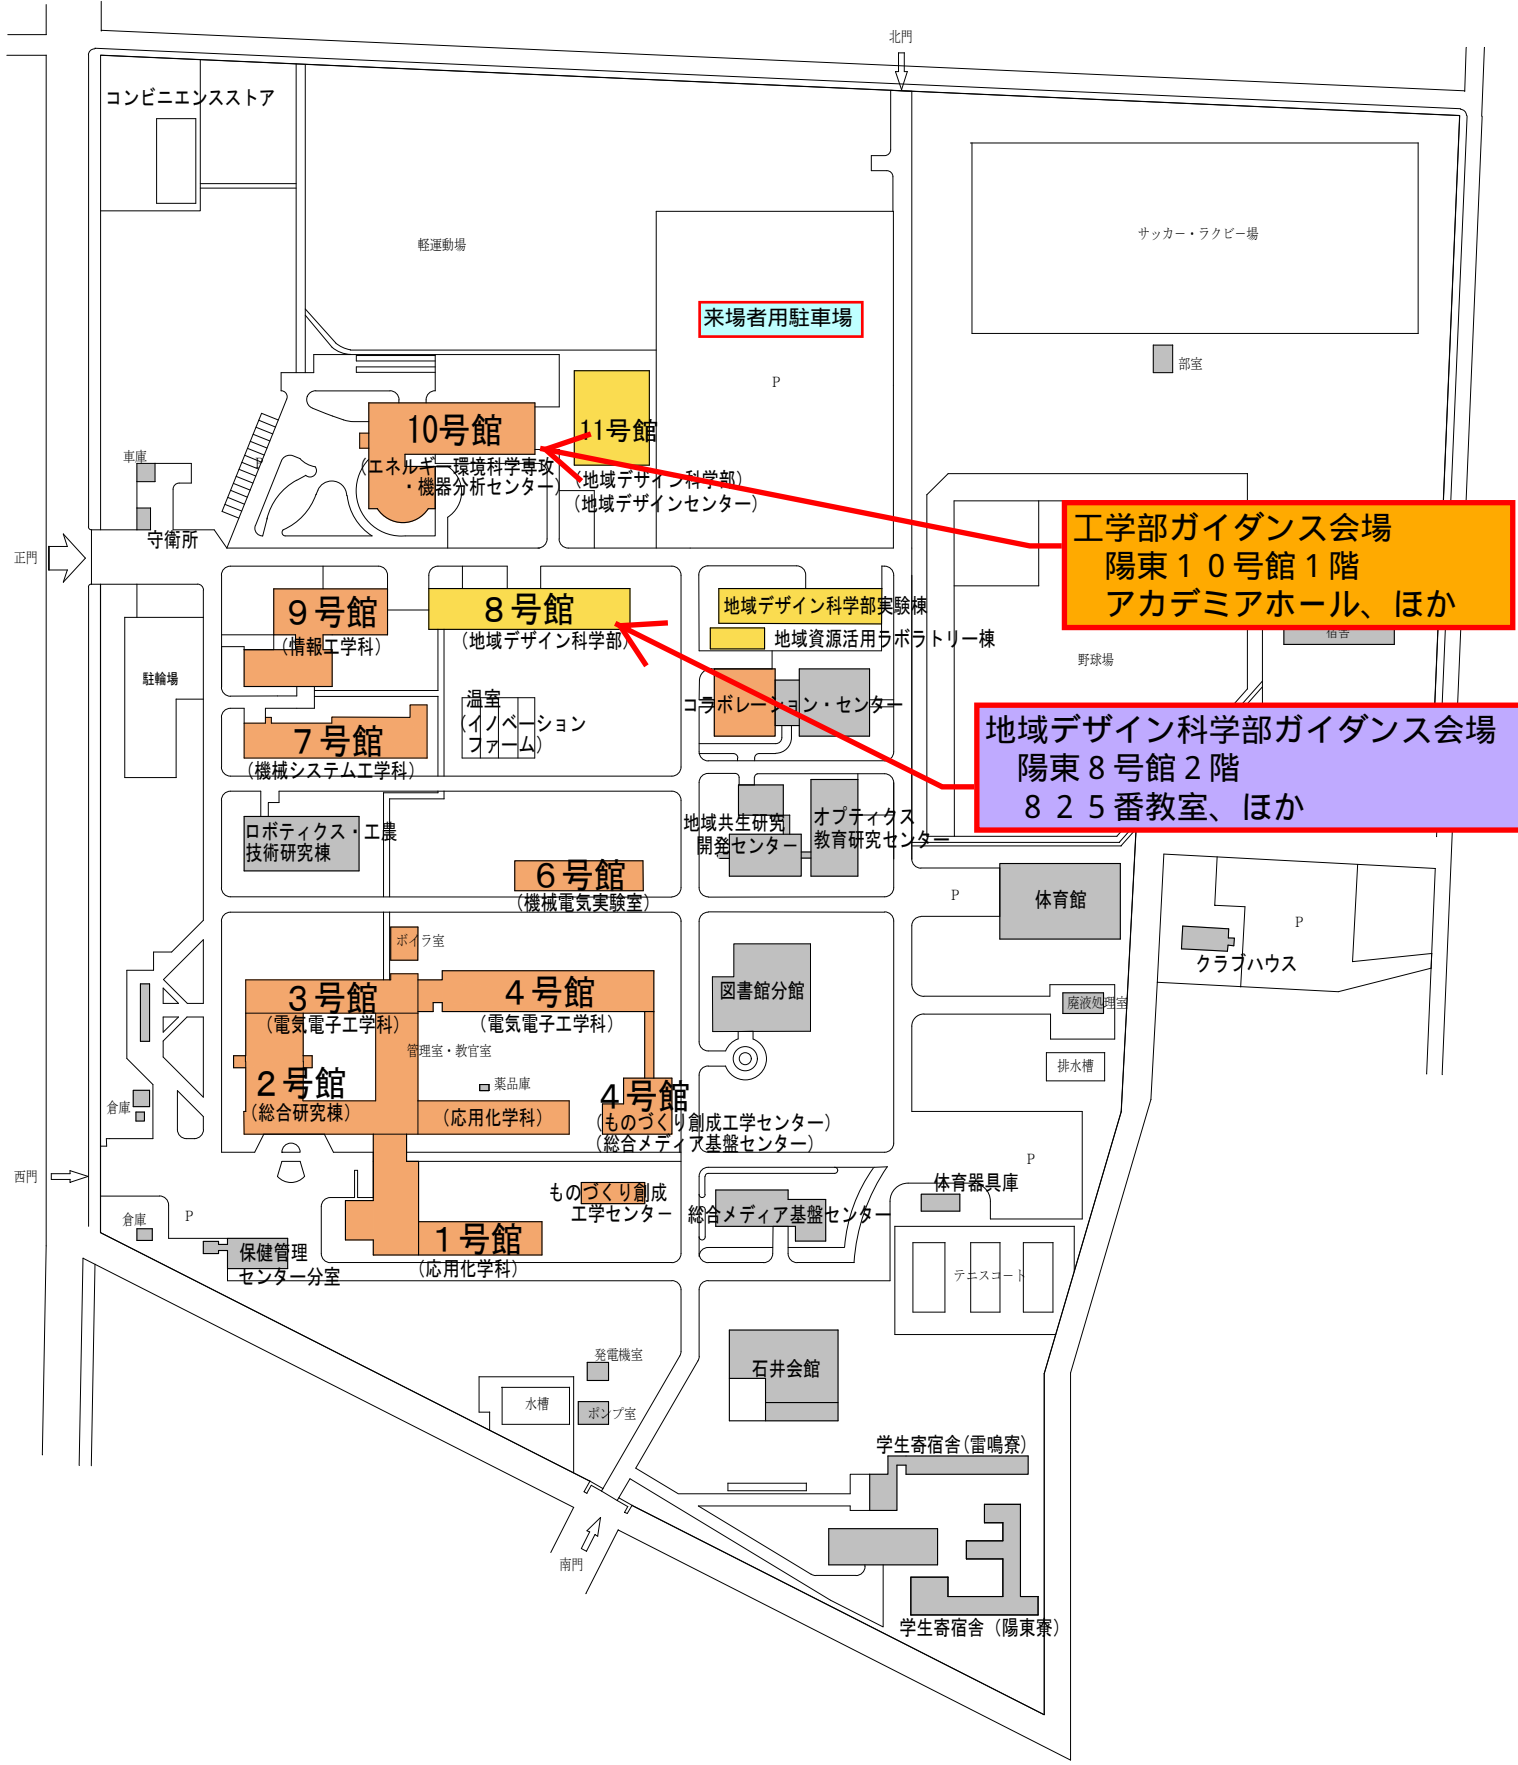 北門
コンビニエンスストア
軽運動場
サッカー・ラクビー場
来場者用駐車場
P
部室
10号館
11号館
車庫
P
(エネルギー環境科学専攻
・機器分析センター)
(地域デザイン科学部)
(地域デザインセンター)
守衛所
正門
工学部ガイダンス会場
陽東10号館1階
アカデミアホール、ほか
宿舎
9号館
(情報工学科)
8号館
(地域デザイン科学部)
地域デザイン科学部実験棟
地域資源活用ラボラトリー棟
野球場
駐輪場
温室
(イノベーション
ファーム)
コラボレーション・センター
7号館
(機械システム工学科)
地域デザイン科学部ガイダンス会場
陽東8号館2階
825番教室、ほか
ロボティクス・工農
技術研究棟
地域共生研究
開発センター
オプティクス
教育研究センター
6号館
(機械電気実験室)
P
体育館
P
クラブハウス
ボイラ室
3号館
(電気電子工学科)
4号館
(電気電子工学科)
図書館分館
廃液処理室
管理室・教官室
排水槽
2号館
(総合研究棟)
薬品庫
4号館
(ものづくり創成工学センター)
(総合メディア基盤センター)
(応用化学科)
倉庫
西門
P
体育器具庫
ものづくり創成
工学センター
総合メディア基盤センター
倉庫
P
保健管理
センター分室
1号館
(応用化学科)
テニスコート
発電機室
石井会館
水槽
ポンプ室
学生寄宿舎(雷鳴寮)
南門
学生寄宿舎(陽東寮)